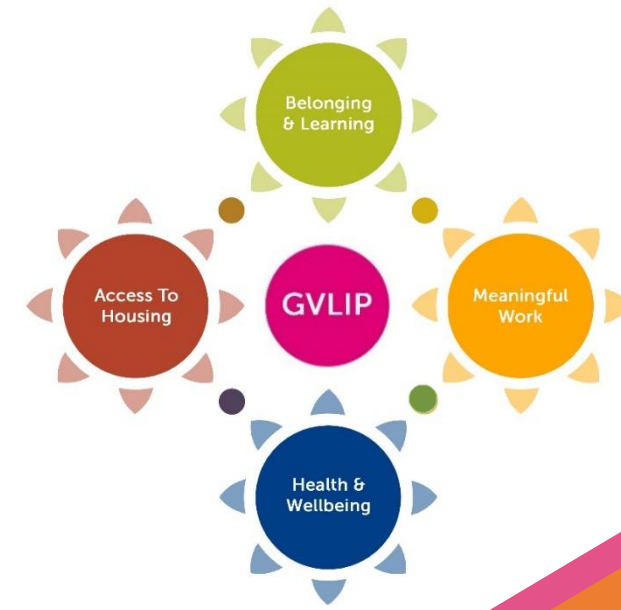 Belonging
& Learning
Access To
Housing
GVLIP
Meaningful
Work
Health &
Wellbeing